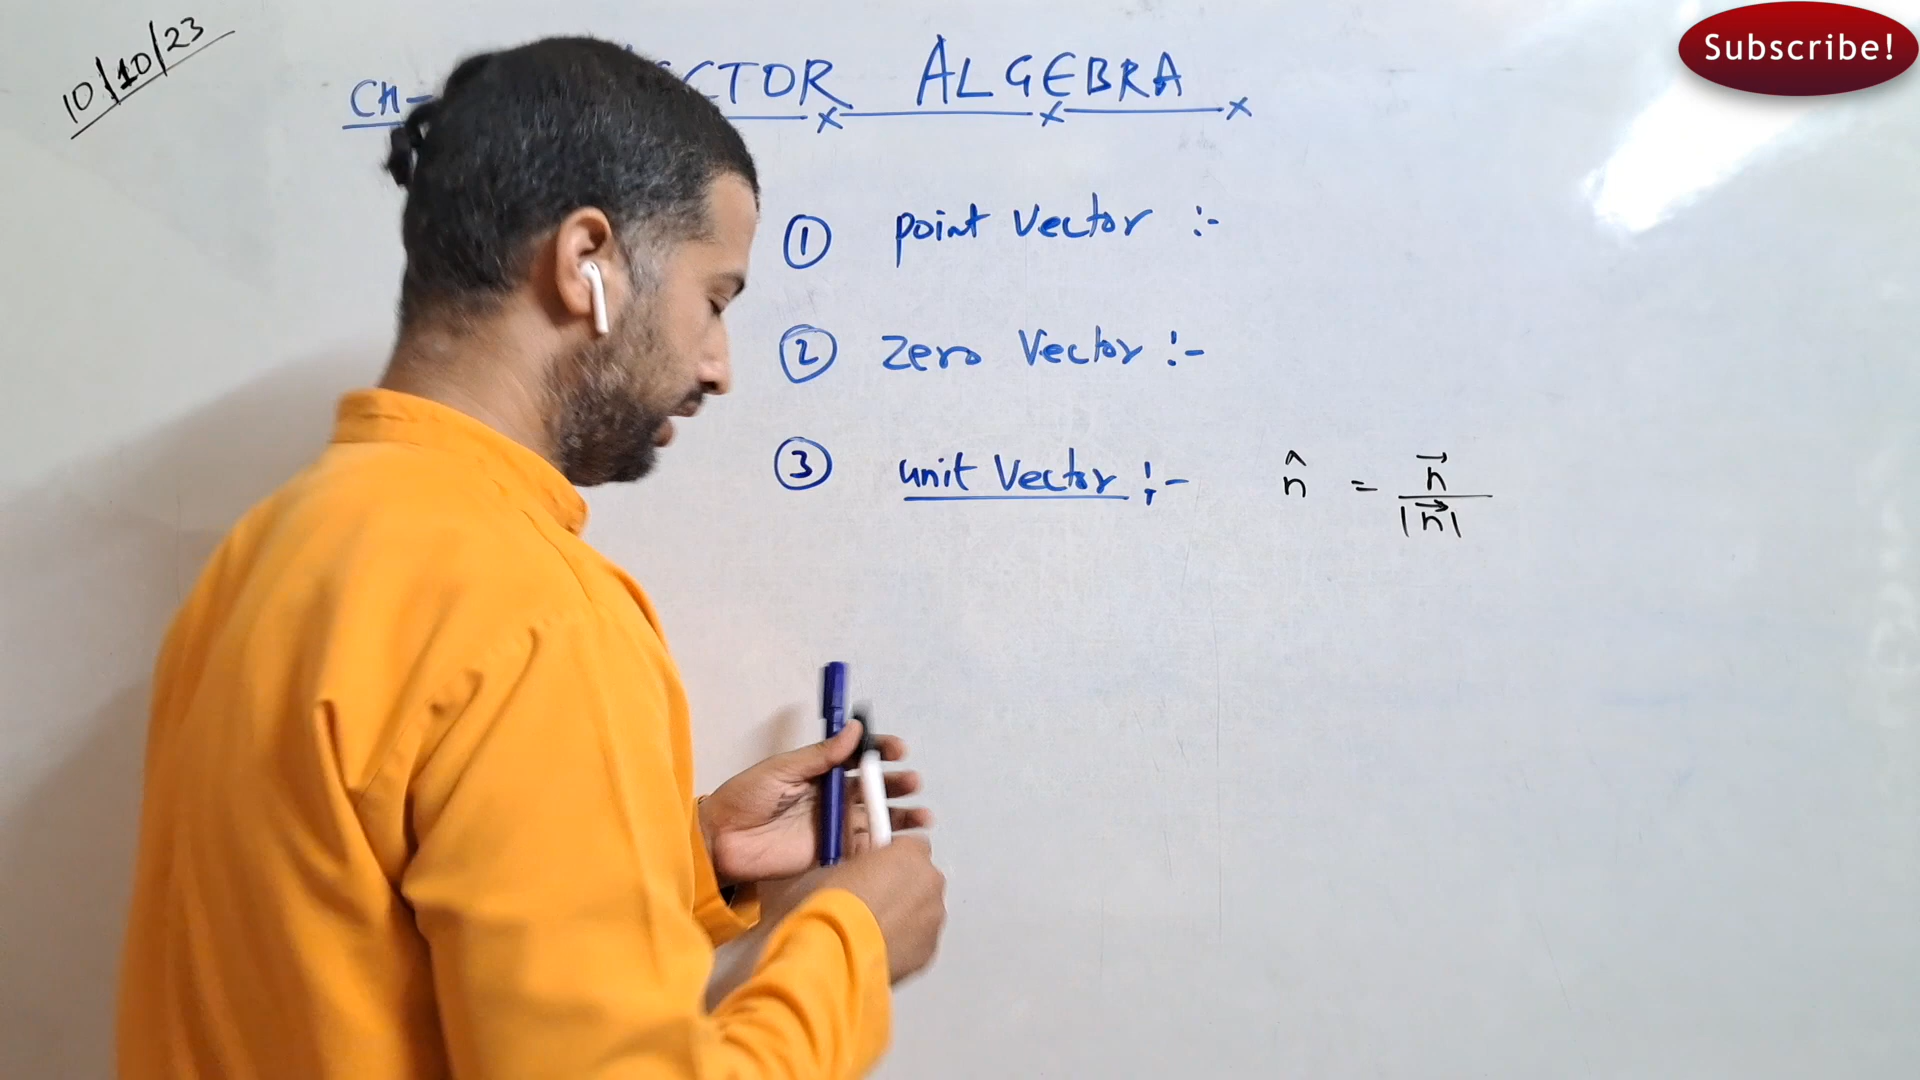 10/10/23
CH- CTOR ALGEBRA
Subscribe!
① point Vector :-
② Zero Vector :-
③ unit Vector :- n̂ = n⃗ / |n⃗|